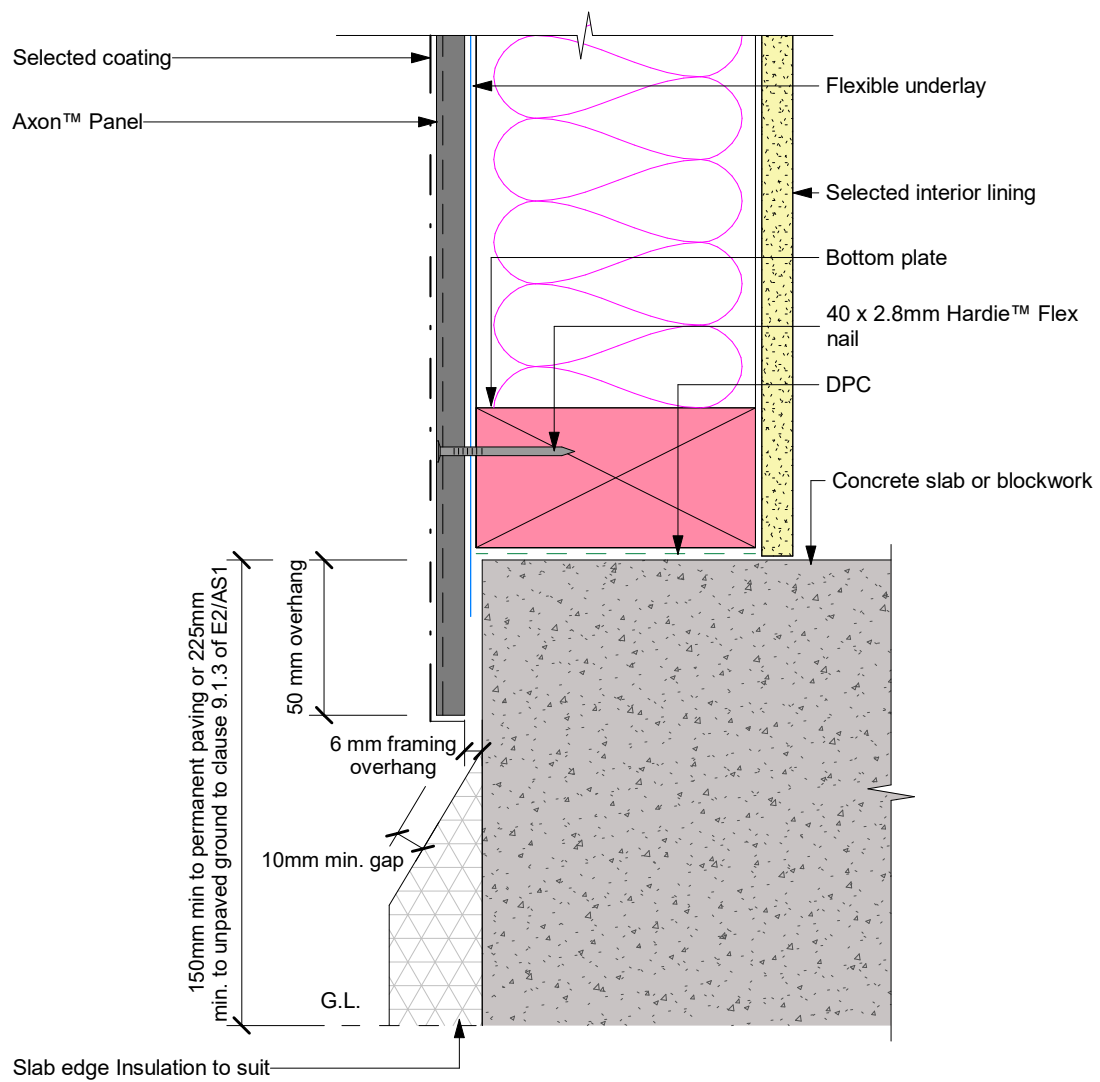 Selected coating
Axon™ Panel
Flexible underlay
Selected interior lining
Bottom plate
40 x 2.8mm Hardie™ Flex
nail
DPC
Concrete slab or blockwork
150mm min to permanent paving or 225mm
min. to unpaved ground to clause 9.1.3 of E2/AS1
50 mm overhang
6 mm framing
overhang
10mm min. gap
G.L.
Slab edge Insulation to suit